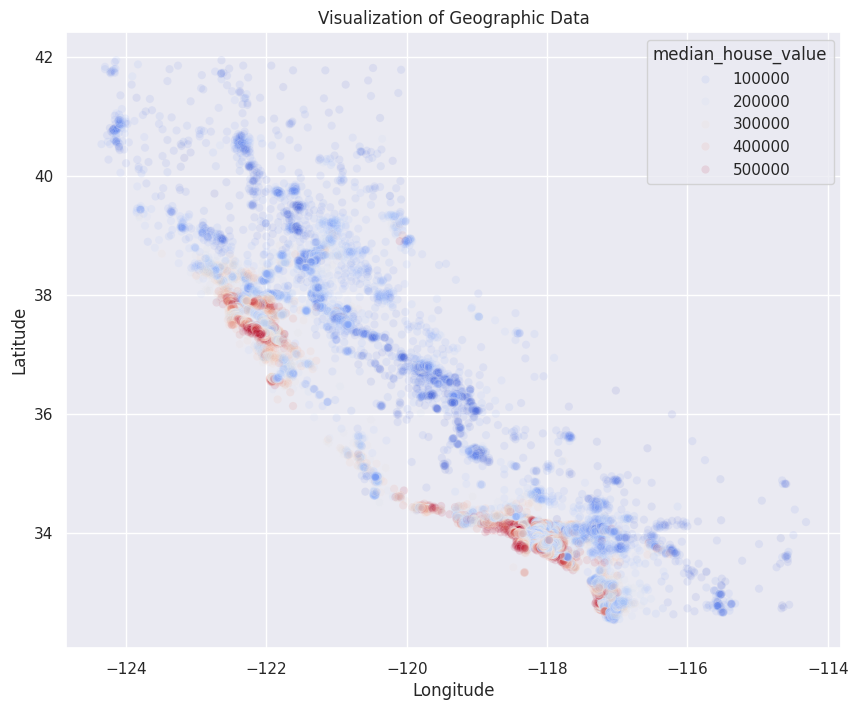 Visualization of Geographic Data
median_house_value
100000
200000
300000
400000
500000
42
40
38
36
34
Latitude
−124 −122 −120 −118 −116 −114
Longitude